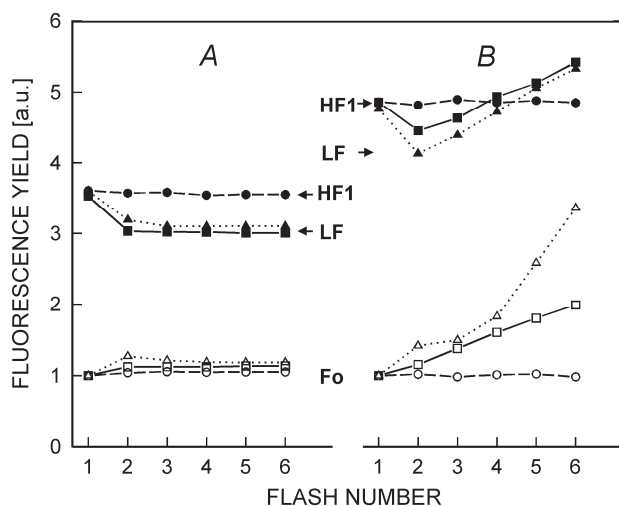 FLUORESCENCE YIELD [a.u.]
6
5
4
3
2
1
0
A
B
HF1
LF
HF1
LF
Fo
1 2 3 4 5 6
1 2 3 4 5 6
FLASH NUMBER